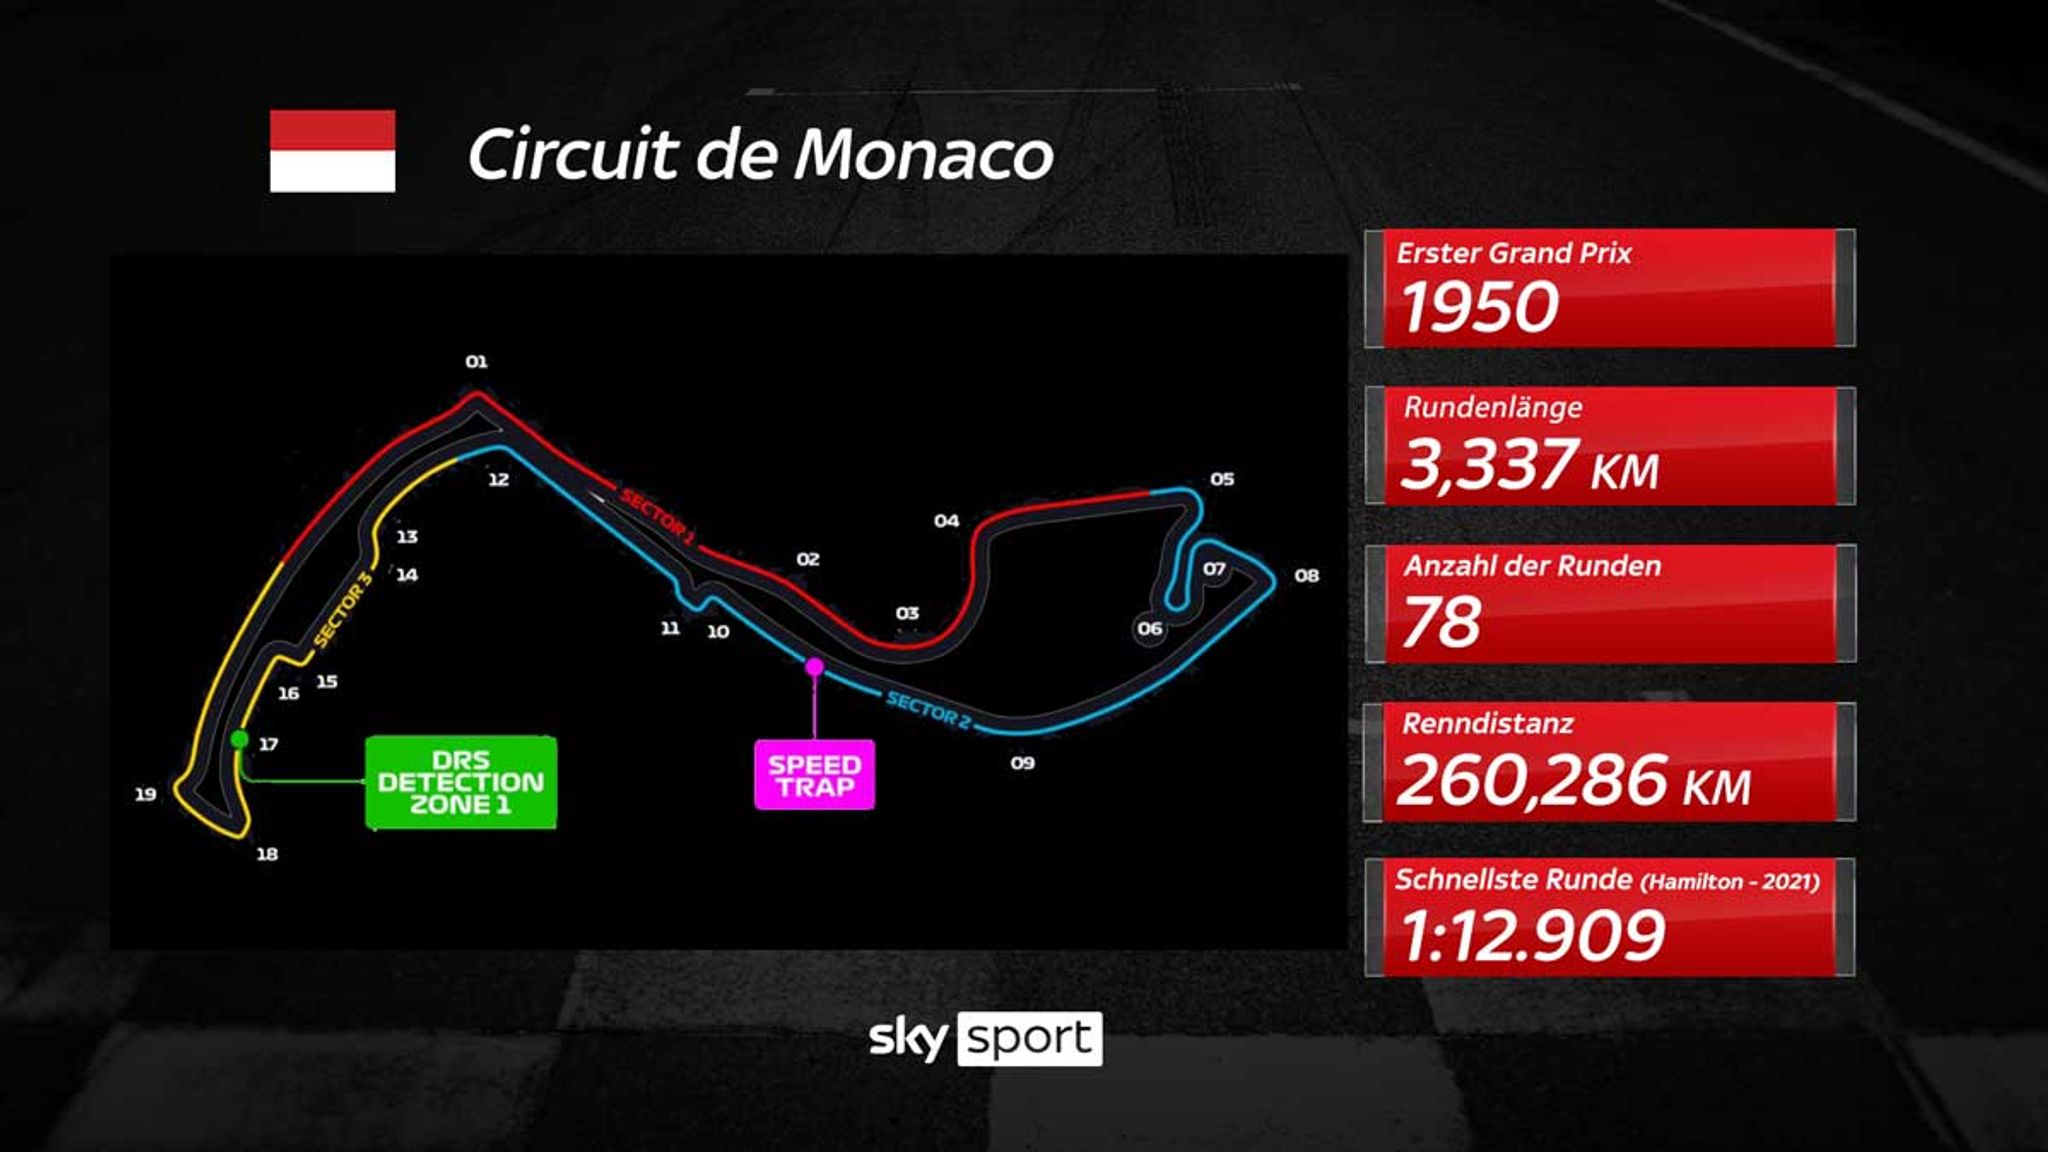 Circuit de Monaco
Erster Grand Prix
1950
Rundenlänge
3,337 KM
Anzahl der Runden
78
Renndistanz
260,286 KM
Schnellste Runde (Hamilton - 2021)
1:12.909
01
12
SECTOR 1
13
14
SECTOR 3
02
03
04
05
06
07
08
11
10
SECTOR 2
09
15
16
17
18
19
DRS
DETECTION
ZONE 1
SPEED
TRAP
sky sport